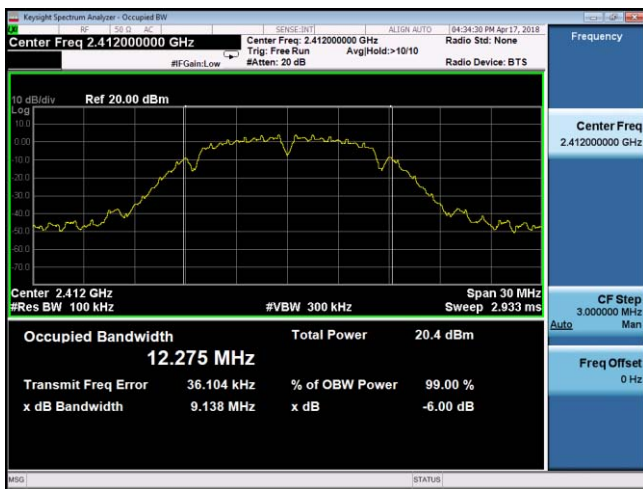 Keysight Spectrum Analyzer - Occupied BW
RF 50 Ω AC SENSE:INT ALIGN AUTO 04:34:30 PM Apr 17, 2018
Center Freq 2.412000000 GHz
Center Freq: 2.412000000 GHz
Radio Std: None
Trig: Free Run Avg|Hold:>10/10
#IFGain:Low
#Atten: 20 dB
Radio Device: BTS
Frequency
10 dB/div Ref 20.00 dBm
Log
10.0
0.00
-10.0
-20.0
-30.0
-40.0
-50.0
-60.0
-70.0
Center Freq
2.412000000 GHz
Center 2.412 GHz
Span 30 MHz
#Res BW 100 kHz
#VBW 300 kHz
Sweep 2.933 ms
CF Step
3.000000 MHz
Auto Man
Occupied Bandwidth
12.275 MHz
Total Power 20.4 dBm
Transmit Freq Error 36.104 kHz
% of OBW Power 99.00 %
x dB Bandwidth 9.138 MHz
x dB -6.00 dB
Freq Offset
0 Hz
MSG
STATUS